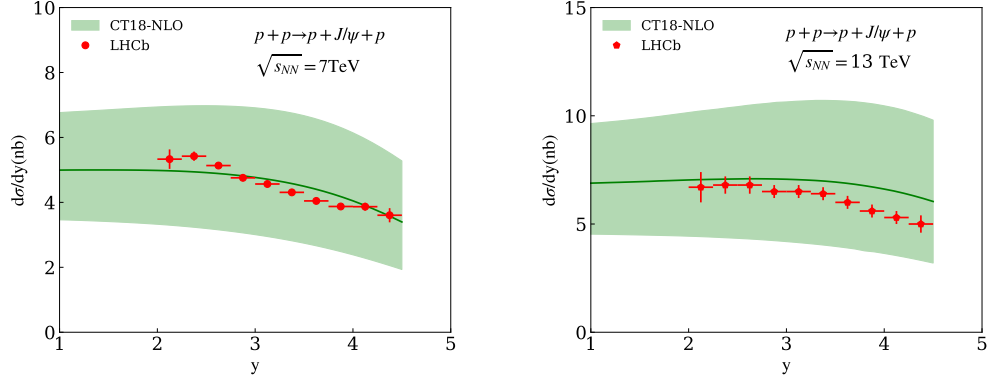 CT18-NLO
LHCb
p + p → p + J/ψ + p
√s_NN = 7TeV
dσ/dy(nb)
10
8
6
4
2
0
1 2 3 4 5
y
CT18-NLO
LHCb
p + p → p + J/ψ + p
√s_NN = 13 TeV
dσ/dy(nb)
15
10
5
0
1 2 3 4 5
y